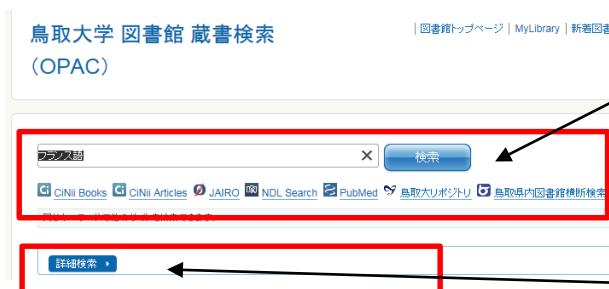 鳥取大学 図書館 蔵書検索
(OPAC)
| 図書館トップページ | MyLibrary | 新着図書
フランス語 × 検索
CiNii Books CiNii Articles JAIRO NDL Search PubMed 鳥取大リポジトリ 鳥取県内図書館横断検索
詳細検索